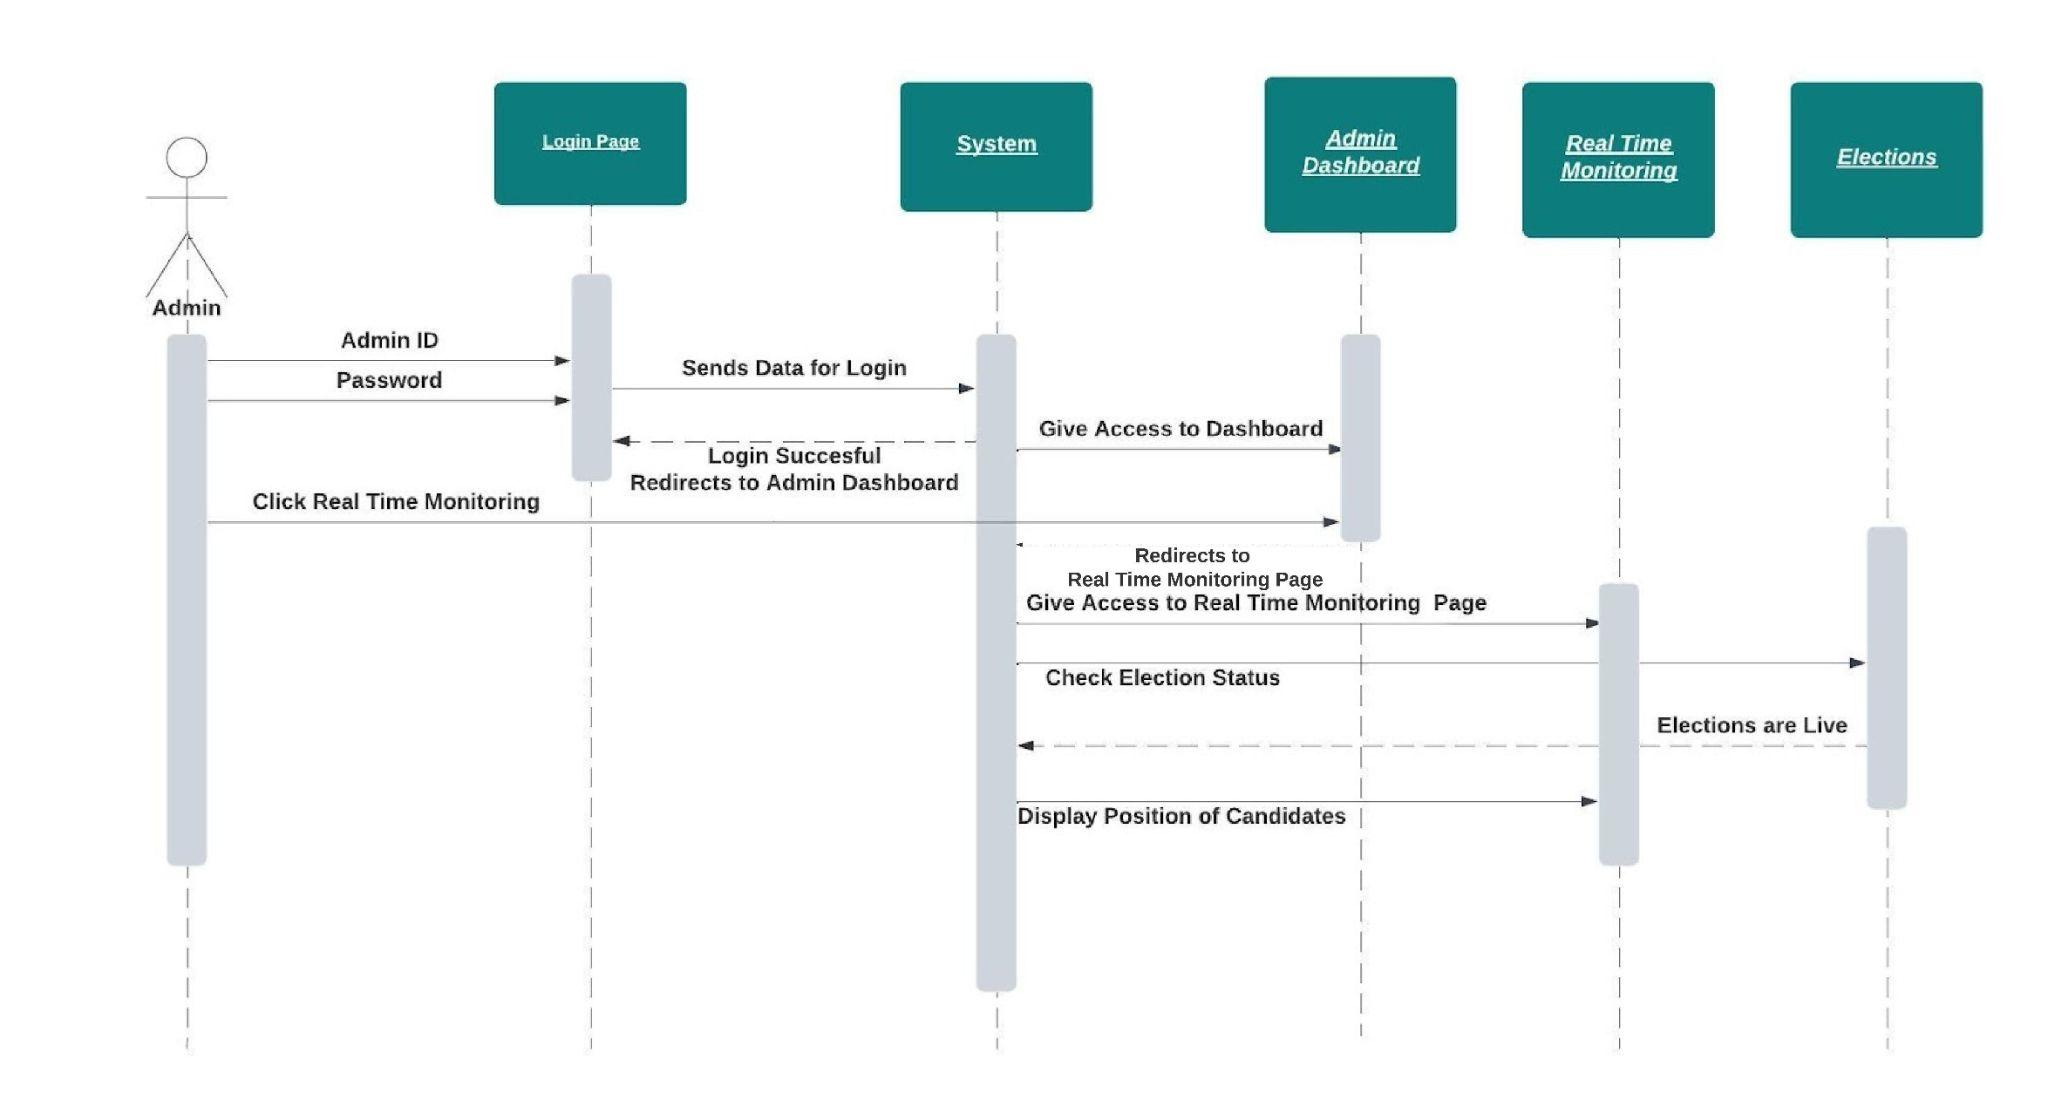 Login Page
System
Admin
Dashboard
Real Time
Monitoring
Elections
Admin
Admin ID
Password
Sends Data for Login
Give Access to Dashboard
Login Succesful
Redirects to Admin Dashboard
Click Real Time Monitoring
Redirects to
Real Time Monitoring Page
Give Access to Real Time Monitoring Page
Check Election Status
Elections are Live
Display Position of Candidates